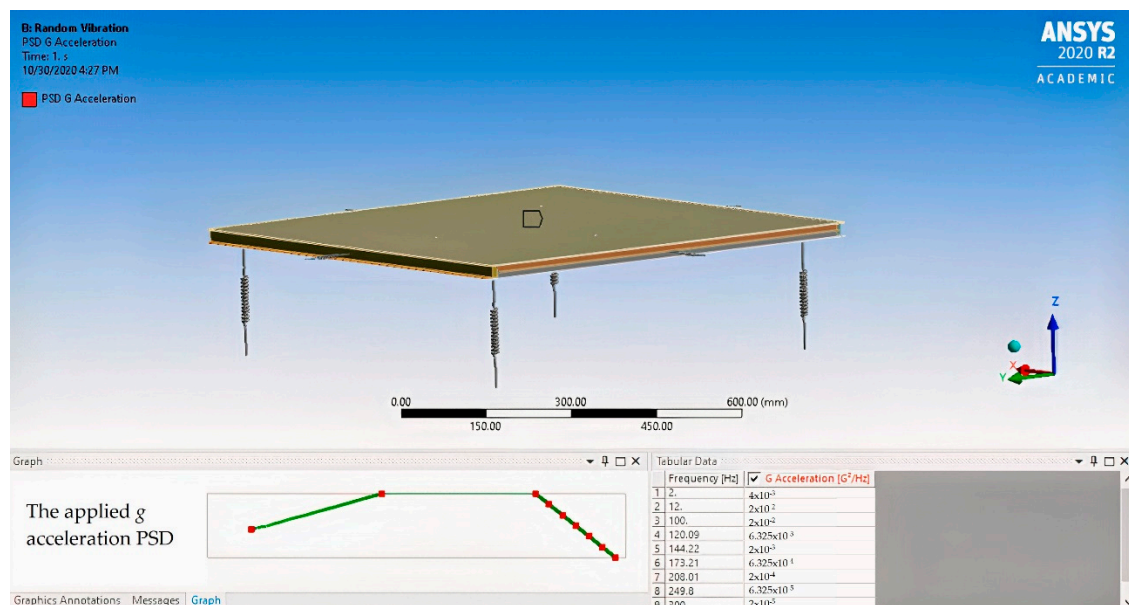 B: Random Vibration
PSD G Acceleration
Time: 1. s
10/30/2020 4:27 PM
PSD G Acceleration
ANSYS
2020 R2
ACADEMIC
Z
X
Y
0.00 300.00 600.00 (mm)
150.00 450.00
Graph
The applied g
acceleration PSD
Graphics Annotations Messages Graph
Tabular Data
Frequency [Hz] G Acceleration [G²/Hz]
1 2. 4x10⁻³
2 12. 2x10⁻²
3 100. 2x10⁻²
4 120.09 6.325x10⁻³
5 144.22 2x10⁻³
6 173.21 6.325x10⁻⁴
7 208.01 2x10⁻⁴
8 249.8 6.325x10⁻⁵
9 300. 2x10⁻⁵